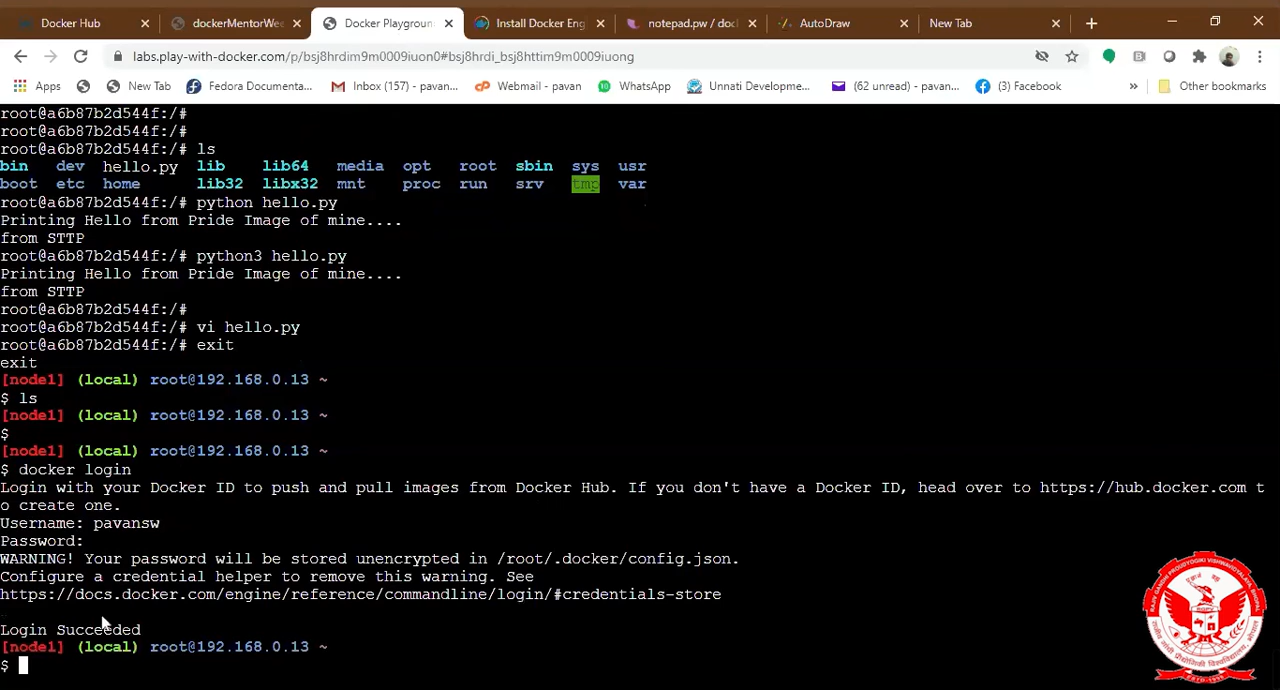 Docker Hub
dockerMentorWee
Docker Playgroun
Install Docker Eng
notepad.pw / doc
AutoDraw
New Tab
labs.play-with-docker.com/p/bsj8hrdim9m0009iuon0#bsj8hrdi_bsj8httim9m0009iuong
Apps
New Tab
Fedora Documenta...
Inbox (157) - pavan...
Webmail - pavan...
WhatsApp
Unnati Developme...
(62 unread) - pavan...
(3) Facebook
Other bookmarks
root@a6b87b2d544f:/#
root@a6b87b2d544f:/#
root@a6b87b2d544f:/# ls
bin dev hello.py lib lib64 media opt root sbin sys usr
boot etc home lib32 libx32 mnt proc run srv tmp var
root@a6b87b2d544f:/# python hello.py
Printing Hello from Pride Image of mine....
from STTP
root@a6b87b2d544f:/# python3 hello.py
Printing Hello from Pride Image of mine....
from STTP
root@a6b87b2d544f:/#
root@a6b87b2d544f:/# vi hello.py
root@a6b87b2d544f:/# exit
exit
[node1] (local) root@192.168.0.13 ~
$ ls
[node1] (local) root@192.168.0.13 ~
$
[node1] (local) root@192.168.0.13 ~
$ docker login
Login with your Docker ID to push and pull images from Docker Hub. If you don't have a Docker ID, head over to https://hub.docker.com t
o create one.
Username: pavansw
Password:
WARNING! Your password will be stored unencrypted in /root/.docker/config.json.
Configure a credential helper to remove this warning. See
https://docs.docker.com/engine/reference/commandline/login/#credentials-store
Login Succeeded
[node1] (local) root@192.168.0.13 ~
$